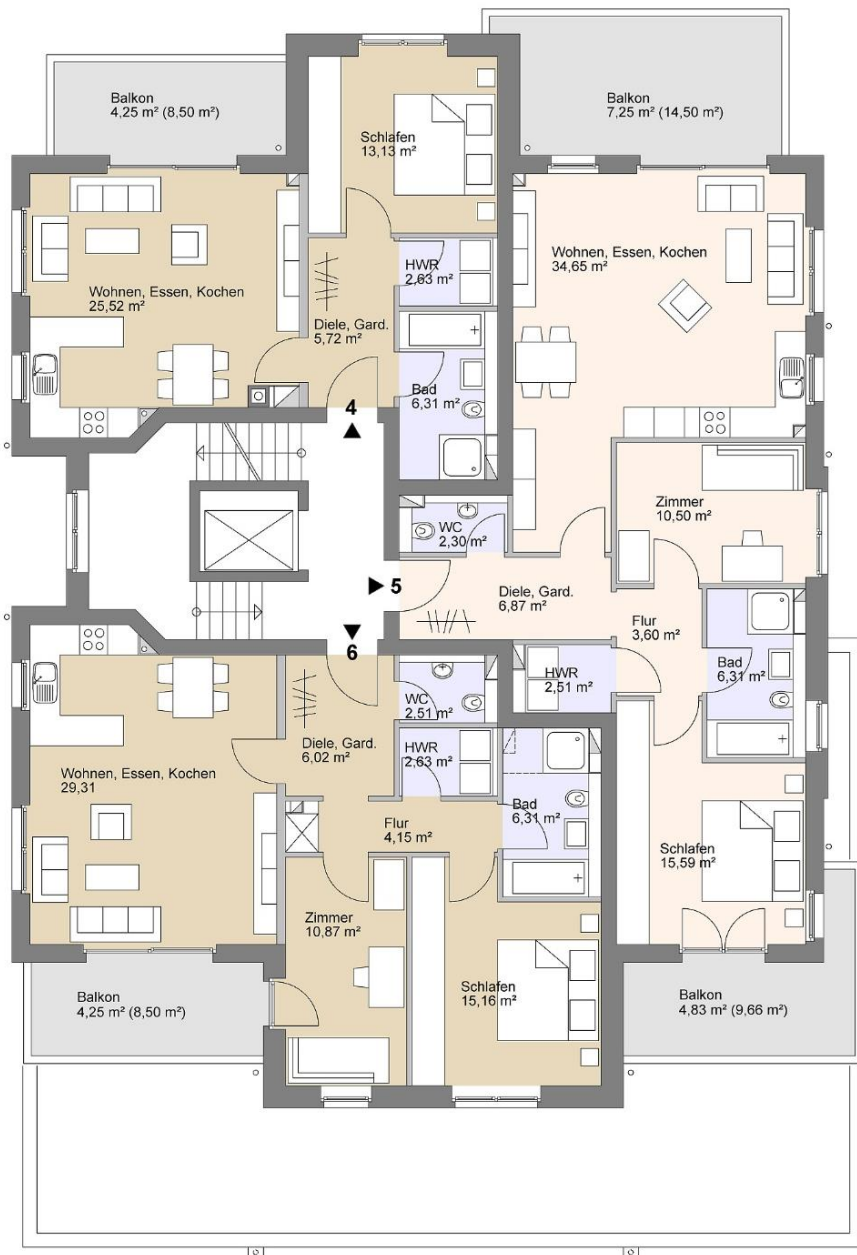 Balkon
4,25 m² (8,50 m²)
Balkon
7,25 m² (14,50 m²)
Schlafen
13,13 m²
Wohnen, Essen, Kochen
25,52 m²
HWR
2,63 m²
Diele, Gard.
5,72 m²
Bad
6,31 m²
Wohnen, Essen, Kochen
34,65 m²
4
WC
2,30 m²
Zimmer
10,50 m²
5
Diele, Gard.
6,87 m²
Flur
3,60 m²
6
HWR
2,51 m²
Bad
6,31 m²
WC
2,51 m²
Diele, Gard.
6,02 m²
HWR
2,63 m²
Wohnen, Essen, Kochen
29,31
Flur
4,15 m²
Bad
6,31 m²
Schlafen
15,59 m²
Zimmer
10,87 m²
Schlafen
15,16 m²
Balkon
4,25 m² (8,50 m²)
Balkon
4,83 m² (9,66 m²)